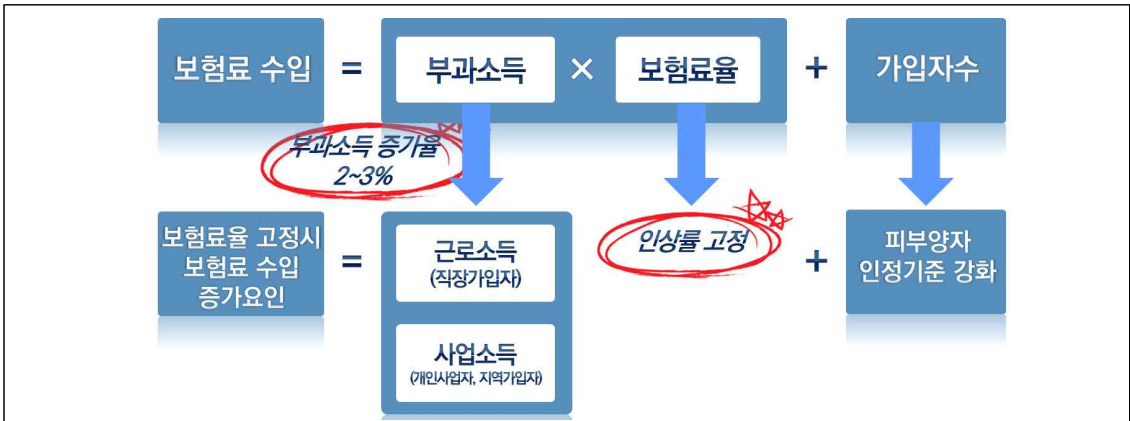 보험료 수입 = 부과소득 × 보험료율 + 가입자수
부과소득 증가율
2~3%
보험료율 고정시
보험료 수입
증가요인
=
근로소득
(직장가입자)
사업소득
(개인사업자, 지역가입자)
인상률 고정
+
피부양자
인정기준 강화